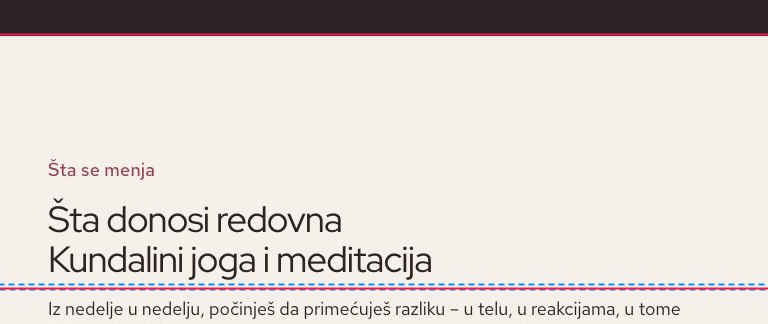 Šta se menja
Šta donosi redovna
Kundalini joga i meditacija
Iz nedelje u nedelju, počinješ da primećuješ razliku – u telu, u reakcijama, u tome